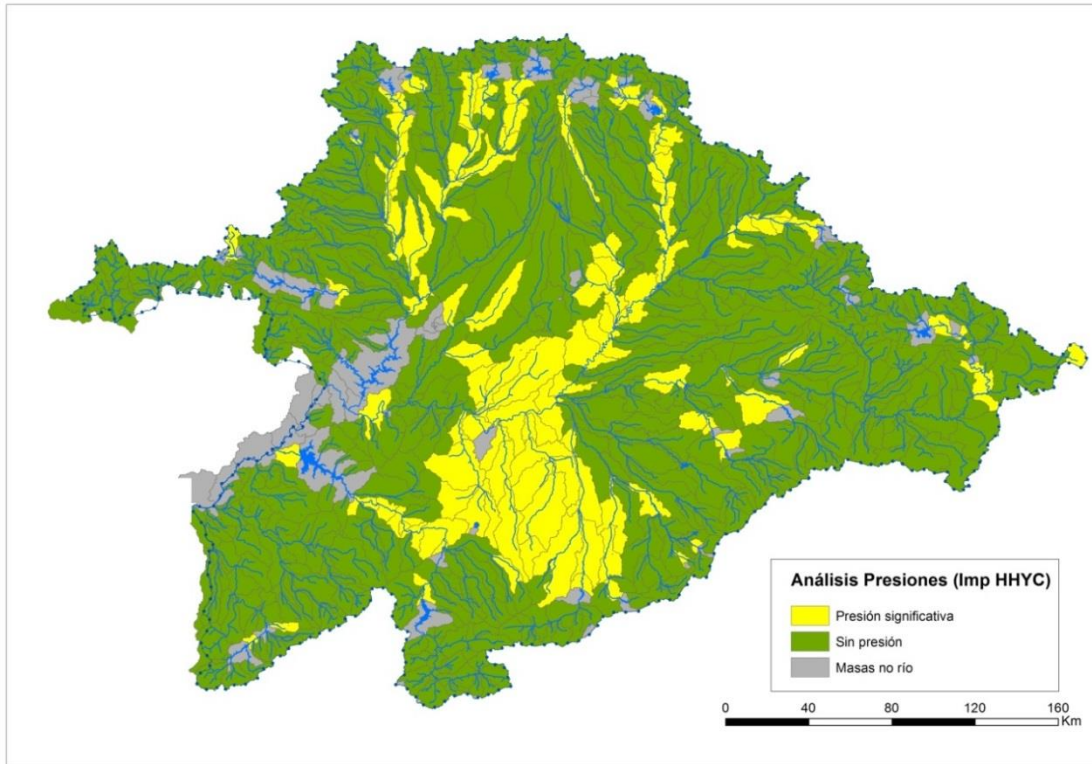 Análisis Presiones (Imp HHYC)
Presión significativa
Sin presión
Masas no río
0 40 80 120 160
Km